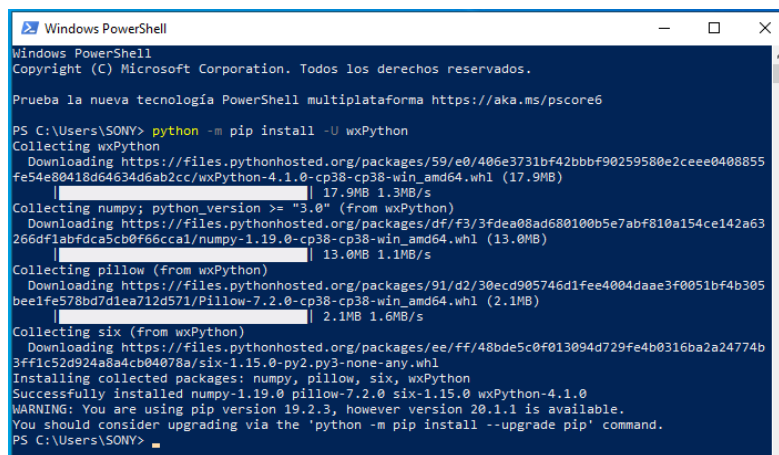 Windows PowerShell
Windows PowerShell
Copyright (C) Microsoft Corporation. Todos los derechos reservados.
Prueba la nueva tecnología PowerShell multiplataforma https://aka.ms/pscore6
PS C:\Users\SONY> python -m pip install -U wxPython
Collecting wxPython
  Downloading https://files.pythonhosted.org/packages/59/e0/406e3731bf42bbbf90259580e2ceee0408855
fe54e80418d64634d6ab2cc/wxPython-4.1.0-cp38-cp38-win_amd64.whl (17.9MB)
     |                                | 17.9MB 1.3MB/s
Collecting numpy; python_version >= "3.0" (from wxPython)
  Downloading https://files.pythonhosted.org/packages/df/f3/3fdea08ad680100b5e7abf810a154ce142a63
266df1abfdca5cb0f66cca1/numpy-1.19.0-cp38-cp38-win_amd64.whl (13.0MB)
     |                                | 13.0MB 1.1MB/s
Collecting pillow (from wxPython)
  Downloading https://files.pythonhosted.org/packages/91/d2/30ecd905746d1fee4004daae3f0051bf4b305
bee1fe578bd7d1ea712d571/Pillow-7.2.0-cp38-cp38-win_amd64.whl (2.1MB)
     |                                | 2.1MB 1.6MB/s
Collecting six (from wxPython)
  Downloading https://files.pythonhosted.org/packages/ee/ff/48bde5c0f013094d729fe4b0316ba2a24774b
3ff1c52d924a8a4cb04078a/six-1.15.0-py2.py3-none-any.whl
Installing collected packages: numpy, pillow, six, wxPython
Successfully installed numpy-1.19.0 pillow-7.2.0 six-1.15.0 wxPython-4.1.0
WARNING: You are using pip version 19.2.3, however version 20.1.1 is available.
You should consider upgrading via the 'python -m pip install --upgrade pip' command.
PS C:\Users\SONY> _